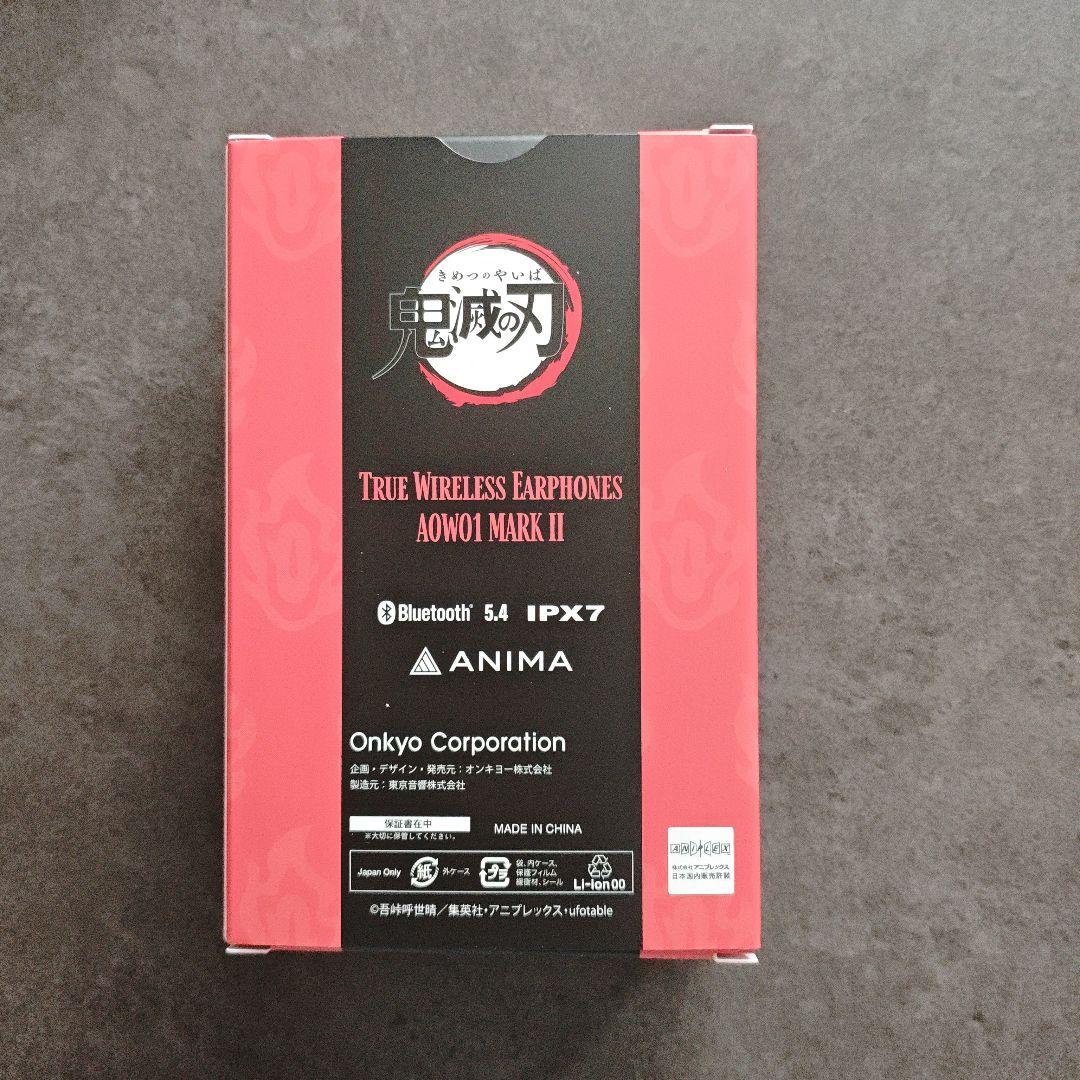 きめつのやいば
鬼滅の刃
TRUE WIRELESS EARPHONES
AOW01 MARK II
Bluetooth® 5.4 IPX7
ANIMA
Onkyo Corporation
企画・デザイン・発売元：オンキヨー株式会社
製造元：東京音響株式会社
保証書在中
※大切に保管してください。
MADE IN CHINA
Japan Only 紙 外ケース プラ 袋、内ケース、
保護フィルム
緩衝材、シール
Li-ion 00
©吾峠呼世晴／集英社・アニプレックス・ufotable
ANIPLEX
株式会社アニプレックス
日本国内販売許諾